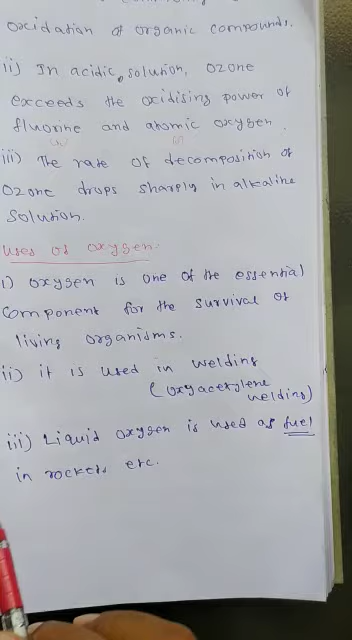 oxidation of organic compounds.
ii) In acidic solution, ozone
exceeds the oxidising power of
fluorine and atomic oxygen.
iii) The rate of decomposition of
ozone drops sharply in alkaline
solution.
Uses of oxygen:
i) oxygen is one of the essential
component for the survival of
living organisms.
ii) it is used in welding
(oxyacetylene
welding)
iii) Liquid oxygen is used as fuel
in rockets etc.